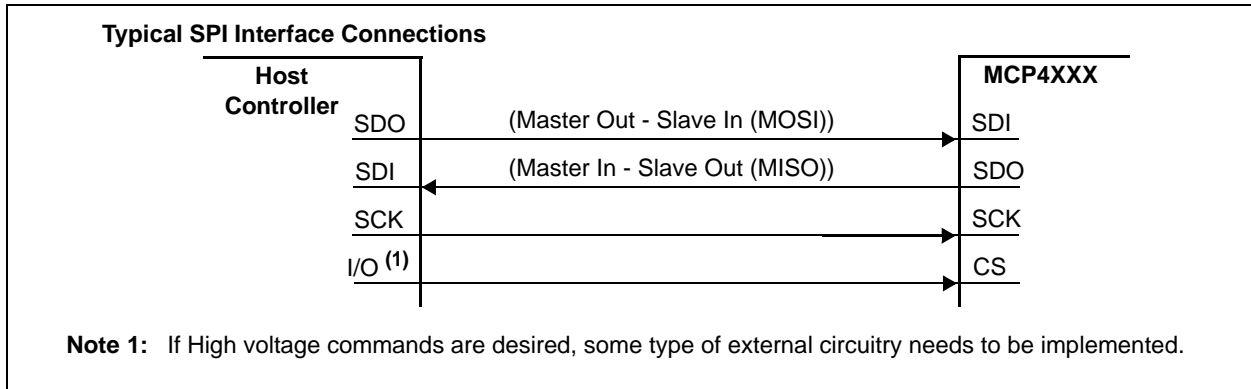 Typical SPI Interface Connections
Host
Controller
MCP4XXX
SDO
(Master Out - Slave In (MOSI))
SDI
SDI
(Master In - Slave Out (MISO))
SDO
SCK
SCK
I/O (1)
CS
Note 1: If High voltage commands are desired, some type of external circuitry needs to be implemented.